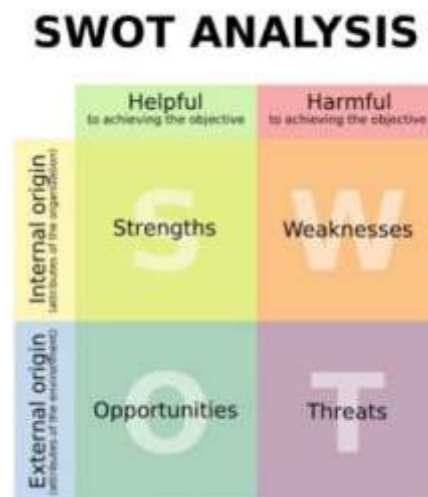 SWOT ANALYSIS
Helpful
to achieving the objective
Harmful
to achieving the objective
Internal origin
(attributes of the organization)
S
Strengths
W
Weaknesses
External origin
(attributes of the environment)
O
Opportunities
T
Threats